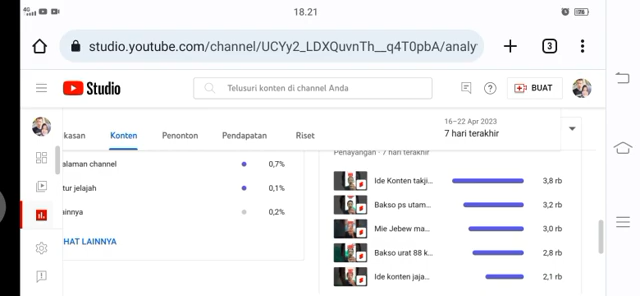 4G 18.21
studio.youtube.com/channel/UCYy2_LDXQuvnTh__q4T0pbA/analy
3
Studio
Telusuri konten di channel Anda
BUAT
kasan Konten Penonton Pendapatan Riset
16–22 Apr 2023
7 hari terakhir
alaman channel 0,7%
tur jelajah 0,1%
ainnya 0,2%
HAT LAINNYA
Penayangan · 7 hari terakhir
Ide Konten takji... 3,8 rb
Bakso ps utam... 3,2 rb
Mie Jebew ma... 3,0 rb
Bakso urat 88 k... 2,8 rb
Ide konten jaja... 2,1 rb